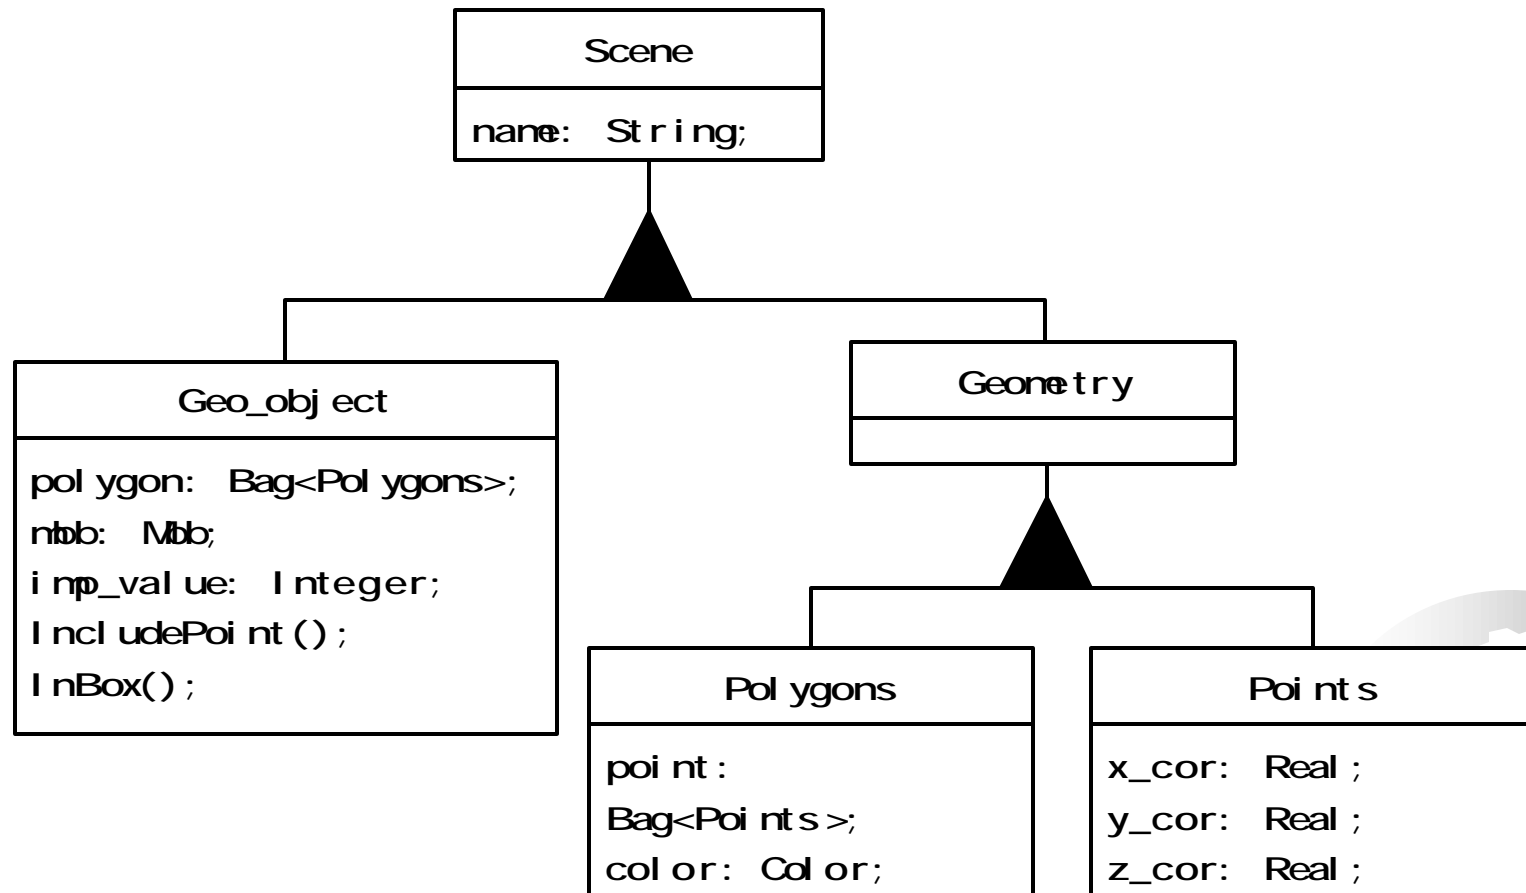 Scene
name: String;
Geo_object
polygon: Bag<Polygons>;
mbb: Mbb;
imp_value: Integer;
IncludePoint();
InBox();
Geometry
Polygons
point:
Bag<Points>;
color: Color;
Points
x_cor: Real;
y_cor: Real;
z_cor: Real;